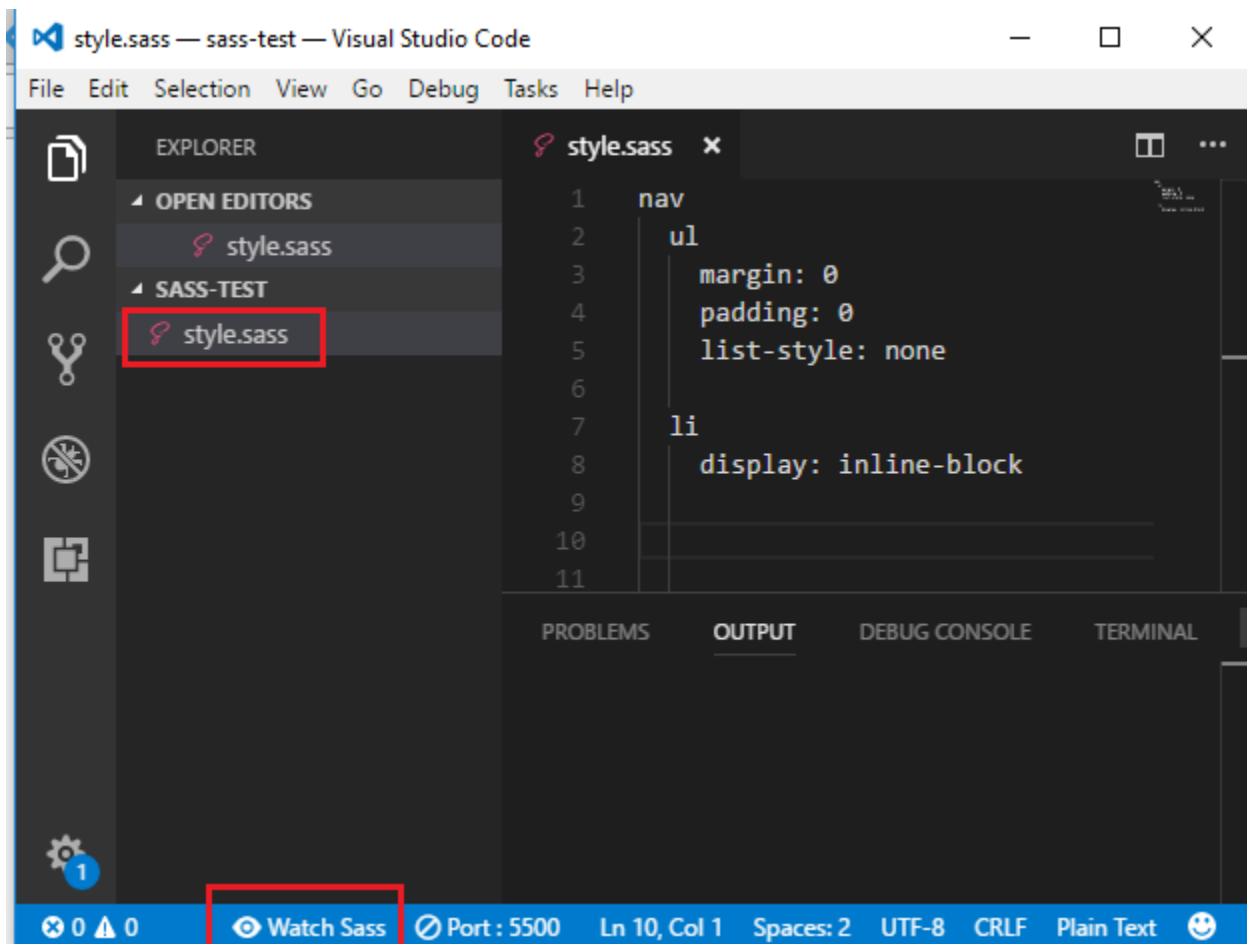 style.sass — sass-test — Visual Studio Code
File Edit Selection View Go Debug Tasks Help
EXPLORER
OPEN EDITORS
style.sass
SASS-TEST
style.sass
style.sass
1 nav
2 ul
3 margin: 0
4 padding: 0
5 list-style: none
6
7 li
8 display: inline-block
9
10
11
PROBLEMS OUTPUT DEBUG CONSOLE TERMINAL
1
0 0 Watch Sass Port : 5500 Ln 10, Col 1 Spaces: 2 UTF-8 CRLF Plain Text